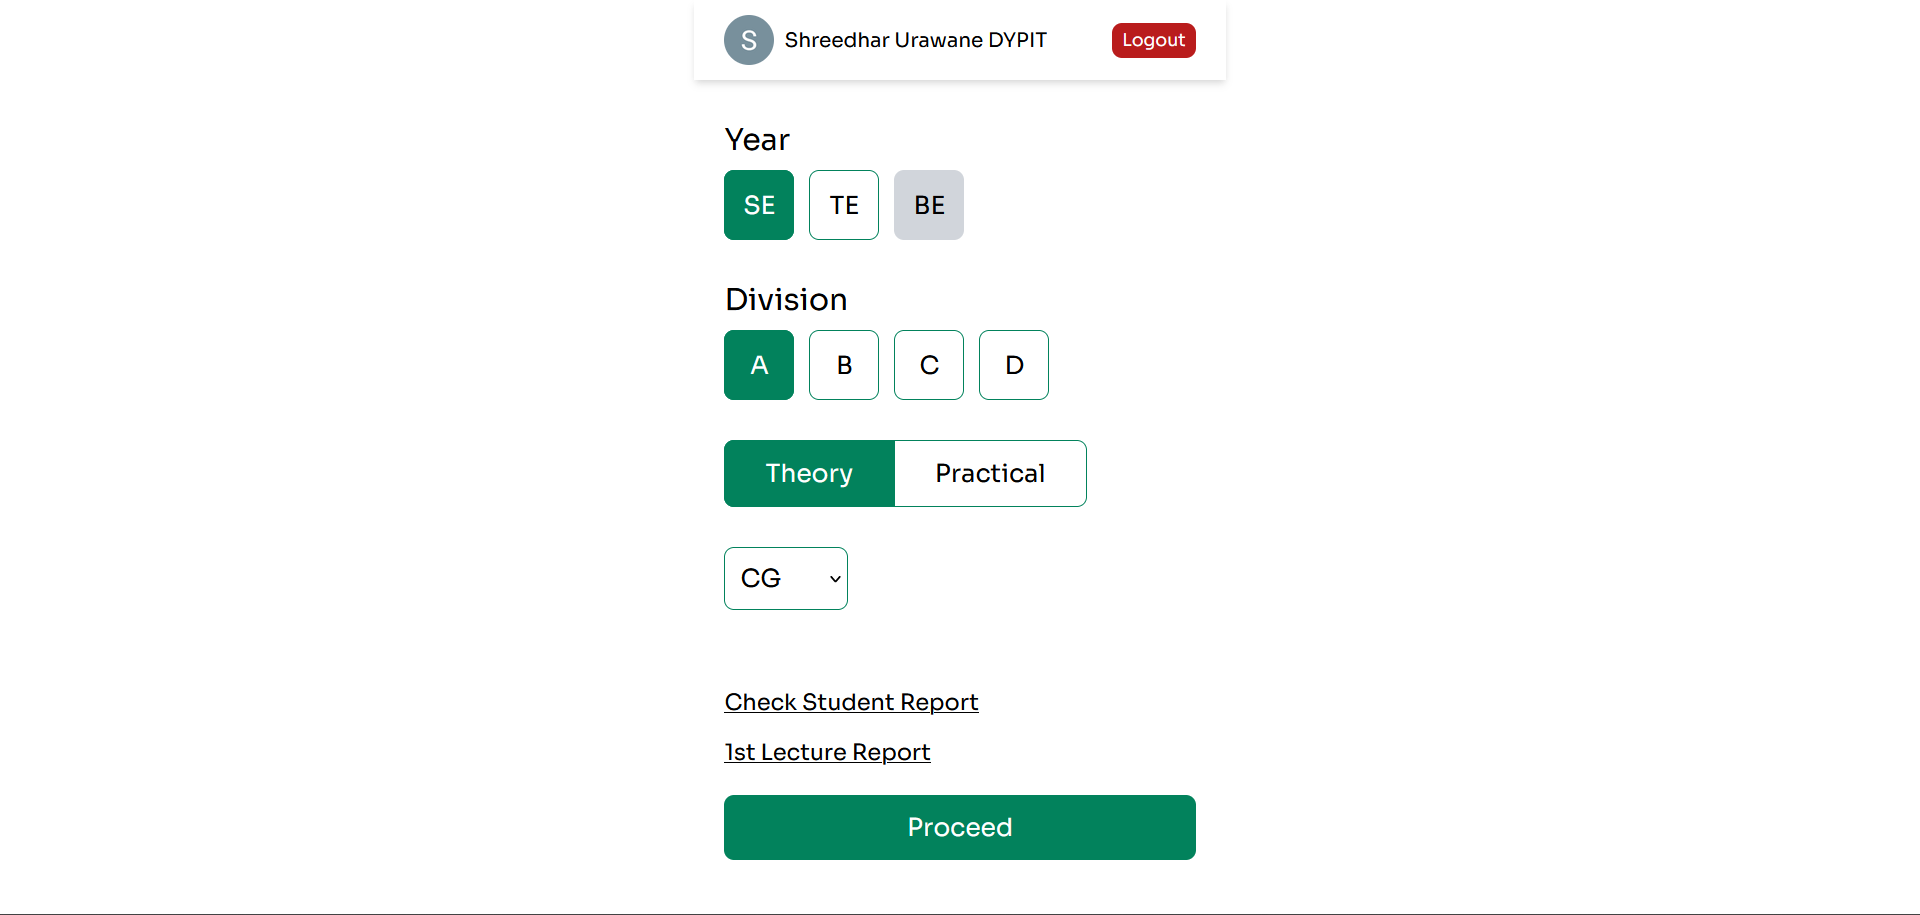 S Shreedhar Urawane DYPIT Logout
Year
SE TE BE
Division
A B C D
Theory Practical
CG
Check Student Report
1st Lecture Report
Proceed